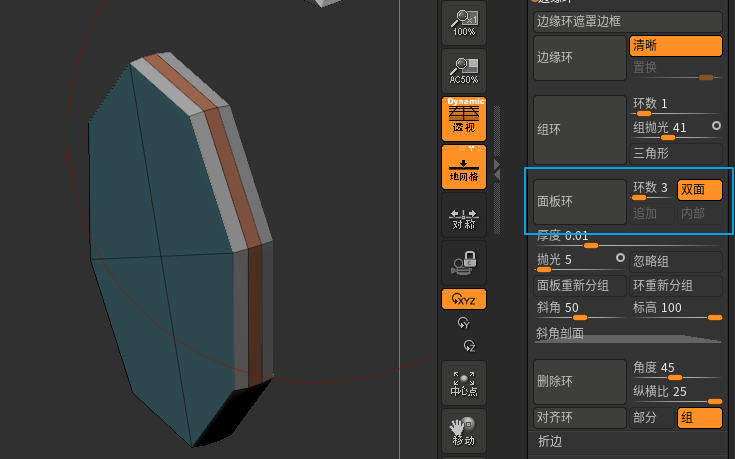 边缘环遮罩边框
边缘环
清晰
置换
组环
环数 1
组抛光 41
三角形
面板环
环数 3
双面
追加
内部
厚度 0.01
抛光 5
忽略组
面板重新分组
环重新分组
斜角 50
标高 100
斜角剖面
删除环
角度 45
纵横比 25
对齐环
部分
组
折边
100%
AC50%
Dynamic
透视
地网格
对称
XYZ
Y
Z
中心点
移动